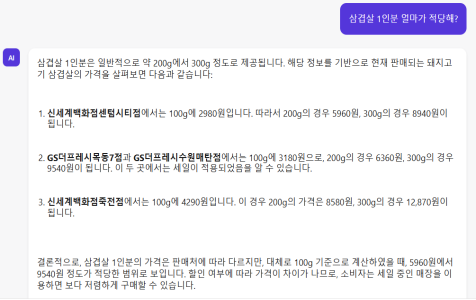 삼겹살 1인분 얼마가 적당해?
AI
삼겹살 1인분은 일반적으로 약 200g에서 300g 정도로 제공됩니다. 해당 정보를 기반으로 현재 판매되는 돼지고
기 삼겹살의 가격을 살펴보면 다음과 같습니다:
1. 신세계백화점센텀시티점에서는 100g에 2980원입니다. 따라서 200g의 경우 5960원, 300g의 경우 8940원이
됩니다.
2. GS더프레시목동7점과 GS더프레시수원매탄점에서는 100g에 3180원으로, 200g의 경우 6360원, 300g의 경우
9540원이 됩니다. 이 두 곳에서는 세일이 적용되었음을 알 수 있습니다.
3. 신세계백화점죽전점에서는 100g에 4290원입니다. 이 경우 200g의 가격은 8580원, 300g의 경우 12,870원이
됩니다.
결론적으로, 삼겹살 1인분의 가격은 판매처에 따라 다르지만, 대체로 100g 기준으로 계산하였을 때, 5960원에서
9540원 정도가 적당한 범위로 보입니다. 할인 여부에 따라 가격이 차이가 나므로, 소비자는 세일 중인 매장을 이
용하면 보다 저렴하게 구매할 수 있습니다.